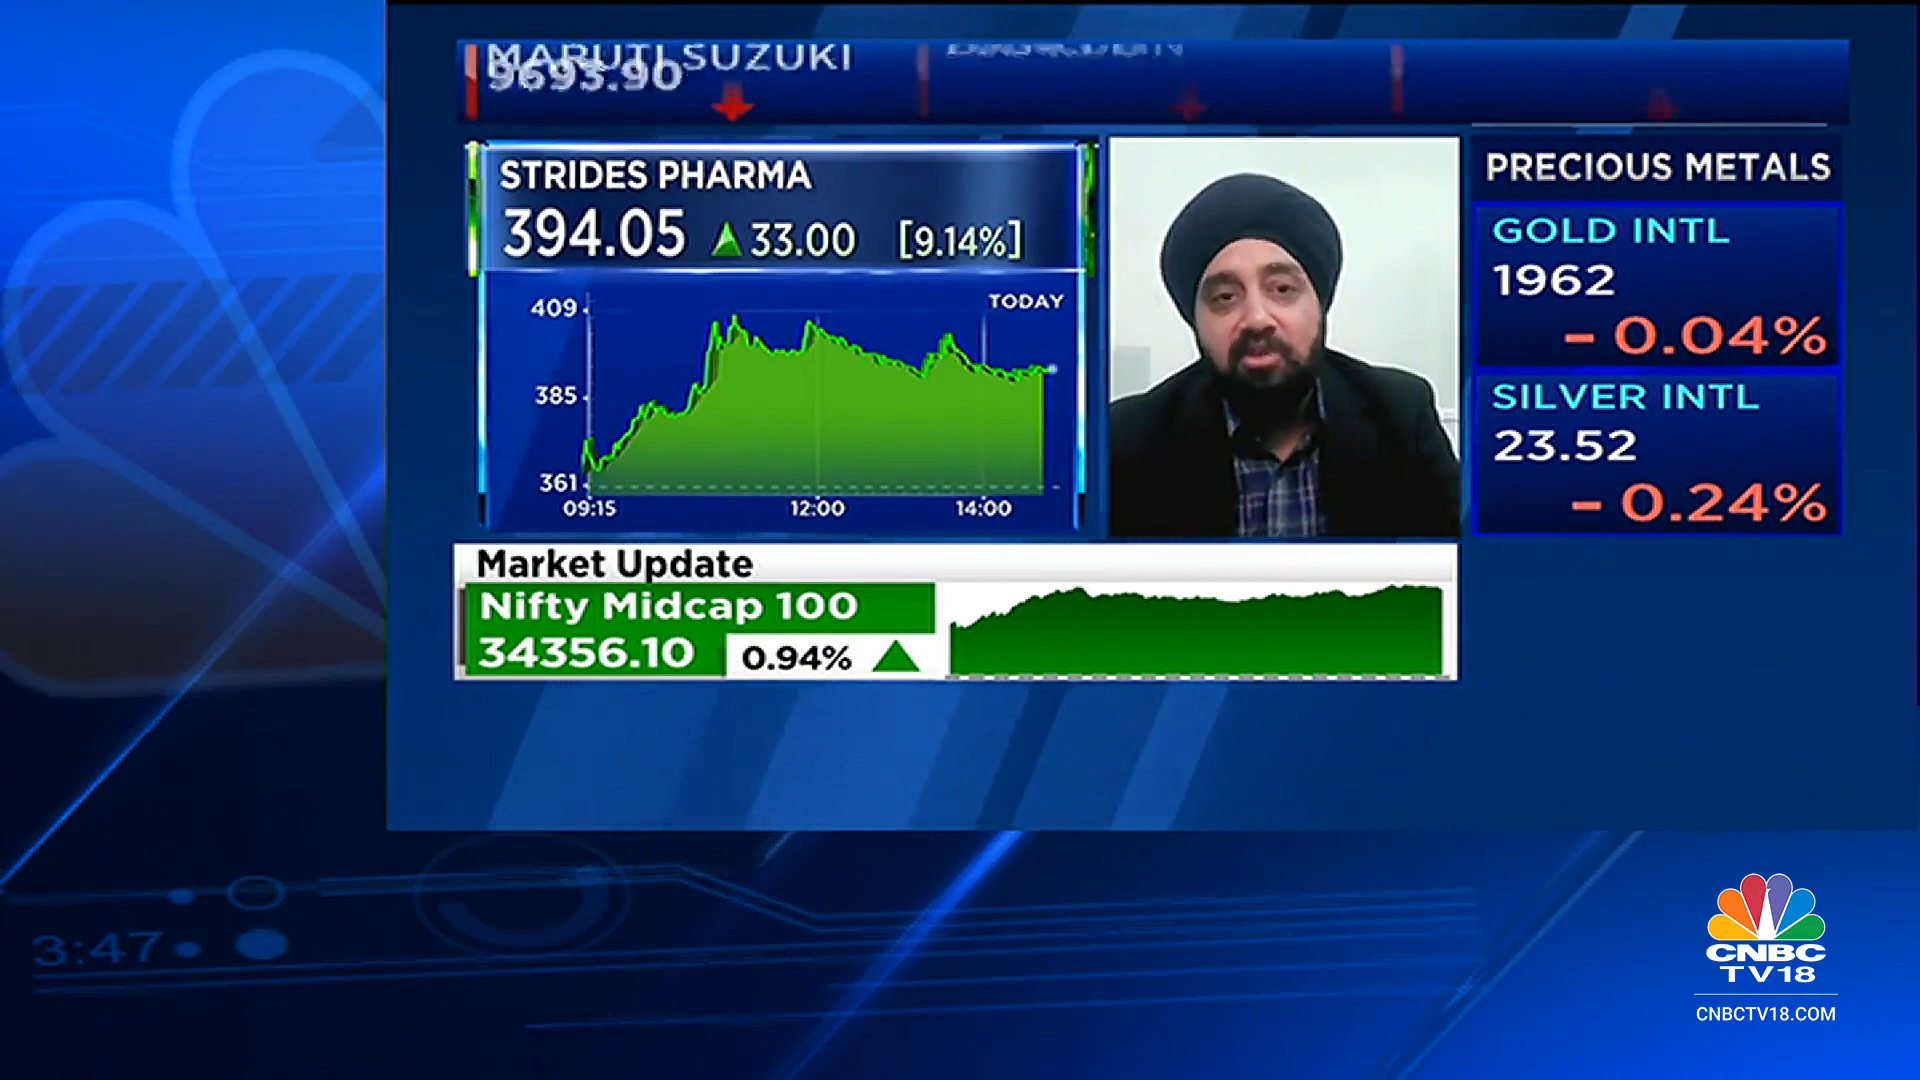 MARUTI SUZUKI
9693.90
STRIDES PHARMA
394.05 ▲ 33.00 [9.14%]
TODAY
409
385
361
09:15 12:00 14:00
PRECIOUS METALS
GOLD INTL
1962
- 0.04%
SILVER INTL
23.52
- 0.24%
Market Update
Nifty Midcap 100
34356.10 0.94%
3:47
CNBC
TV18
CNBCTV18.COM